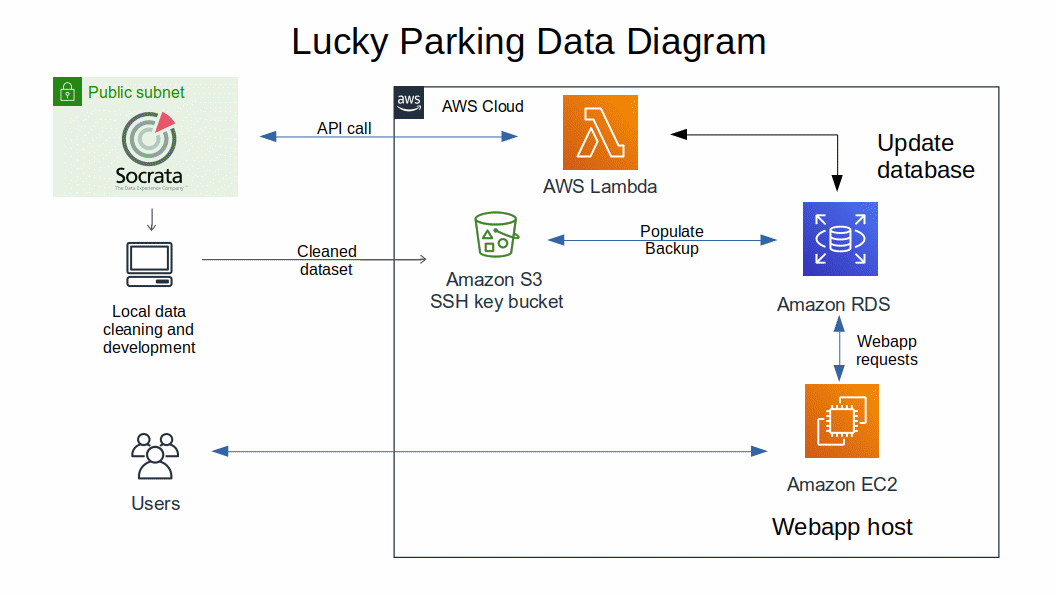 Lucky Parking Data Diagram
Public subnet
Socrata
The Data Experience Company
API call
aws
AWS Cloud
AWS Lambda
Update
database
Cleaned
dataset
Amazon S3
SSH key bucket
Populate
Backup
Amazon RDS
Local data
cleaning and
development
Webapp
requests
Users
Amazon EC2
Webapp host